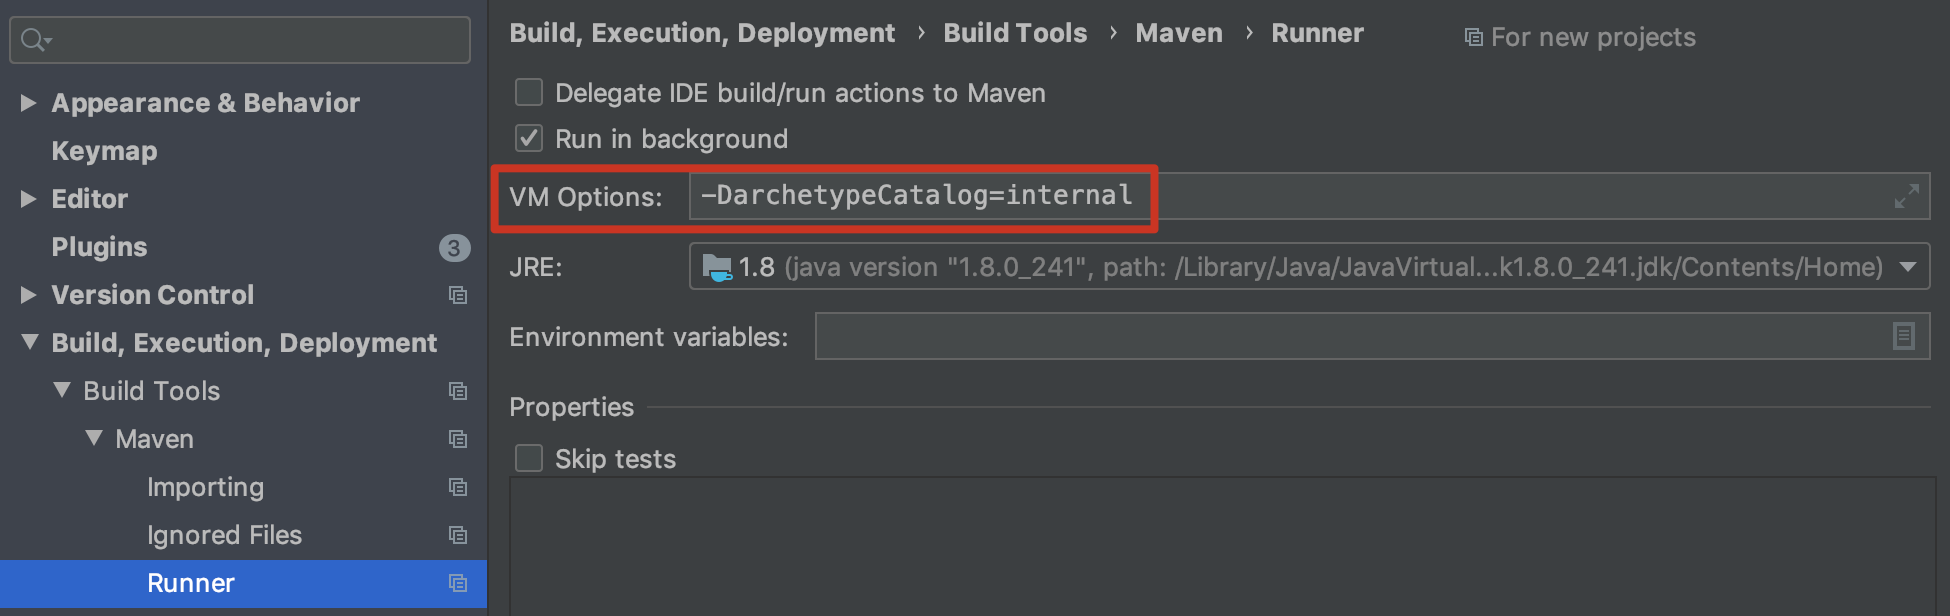 Build, Execution, Deployment › Build Tools › Maven › Runner
For new projects
Appearance & Behavior
Keymap
Editor
Plugins 3
Version Control
Build, Execution, Deployment
Build Tools
Maven
Importing
Ignored Files
Runner
Delegate IDE build/run actions to Maven
Run in background
VM Options: -DarchetypeCatalog=internal
JRE: 1.8 (java version "1.8.0_241", path: /Library/Java/JavaVirtual...k1.8.0_241.jdk/Contents/Home)
Environment variables:
Properties
Skip tests